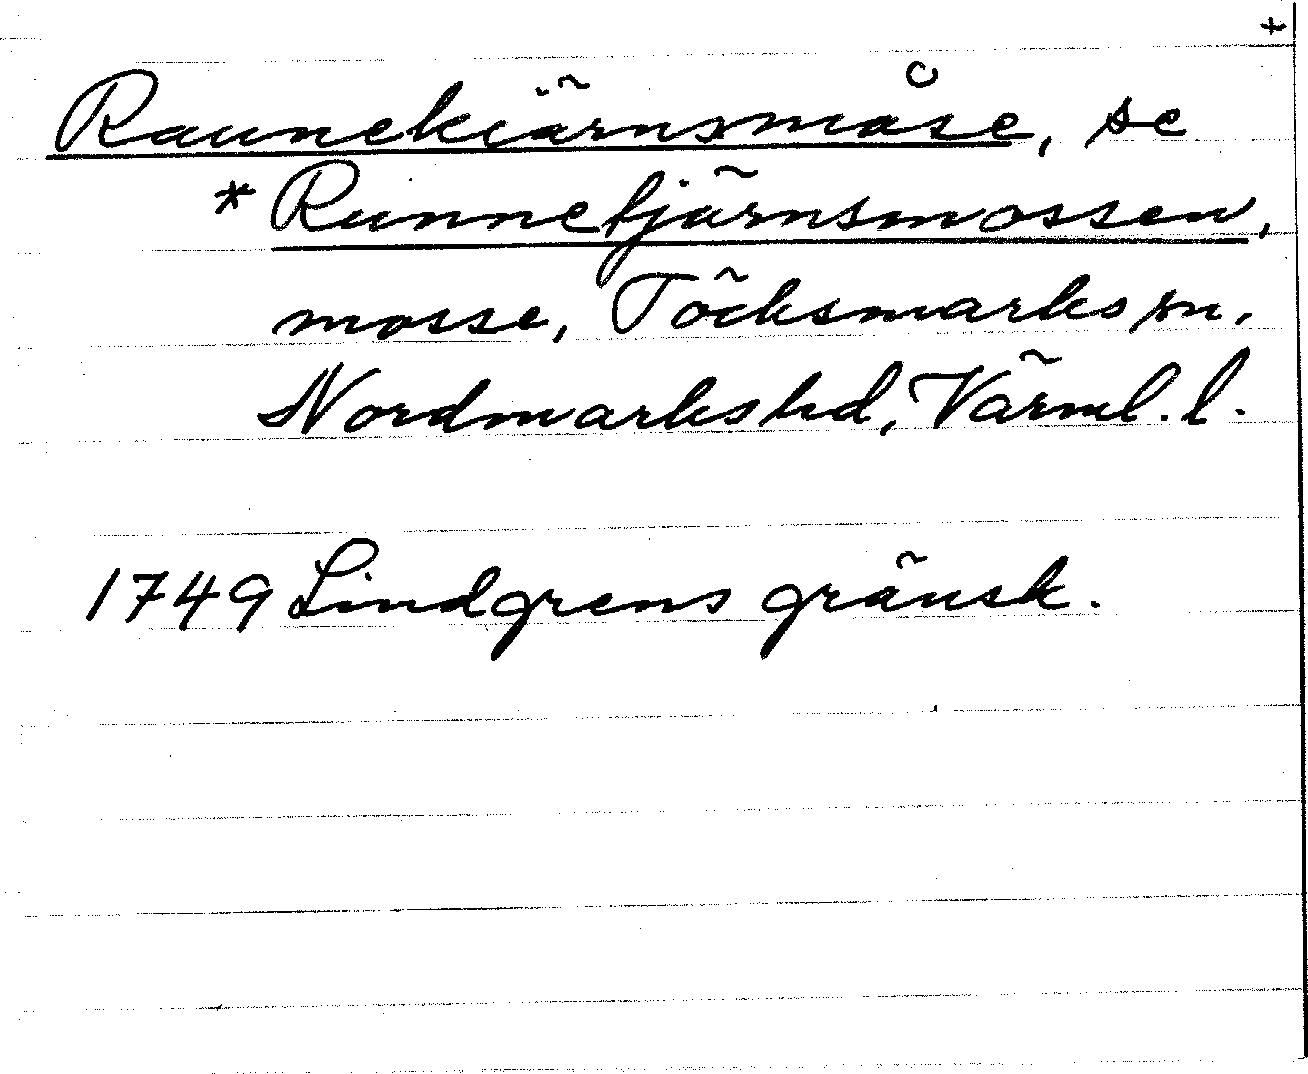 t
Raunekiärnsmåse, se
* Runnetjärnsmossen,
mosse, Töcksmarks sn,
Nordmarks hd, Värml. l.
1749 Lindgrens gränsk.